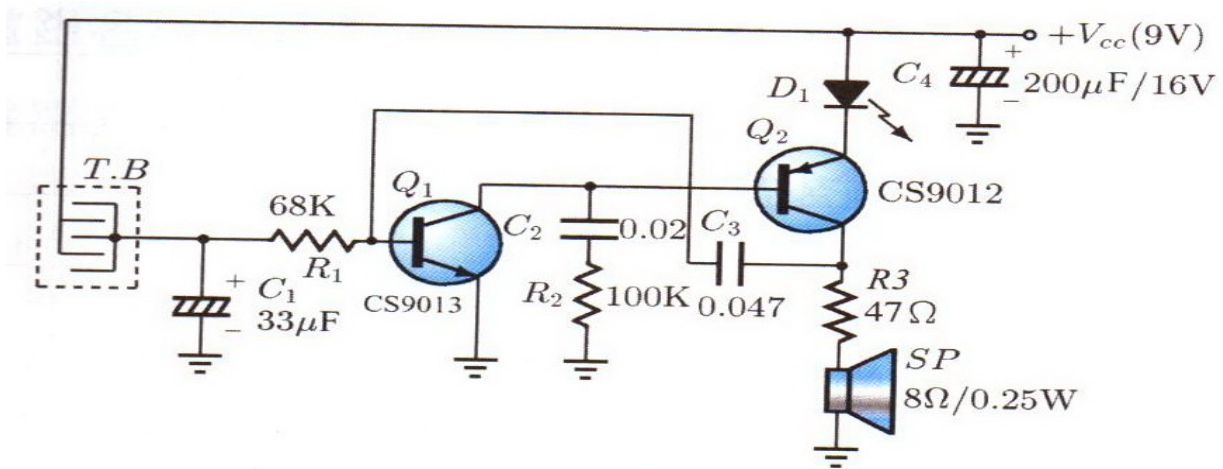 +Vcc(9V)
C4
+
-
200μF/16V
D1
Q2
CS9012
T.B
68K
R1
Q1
CS9013
C2
0.02
C3
0.047
+
-
C1
33μF
R2
100K
R3
47Ω
SP
8Ω/0.25W